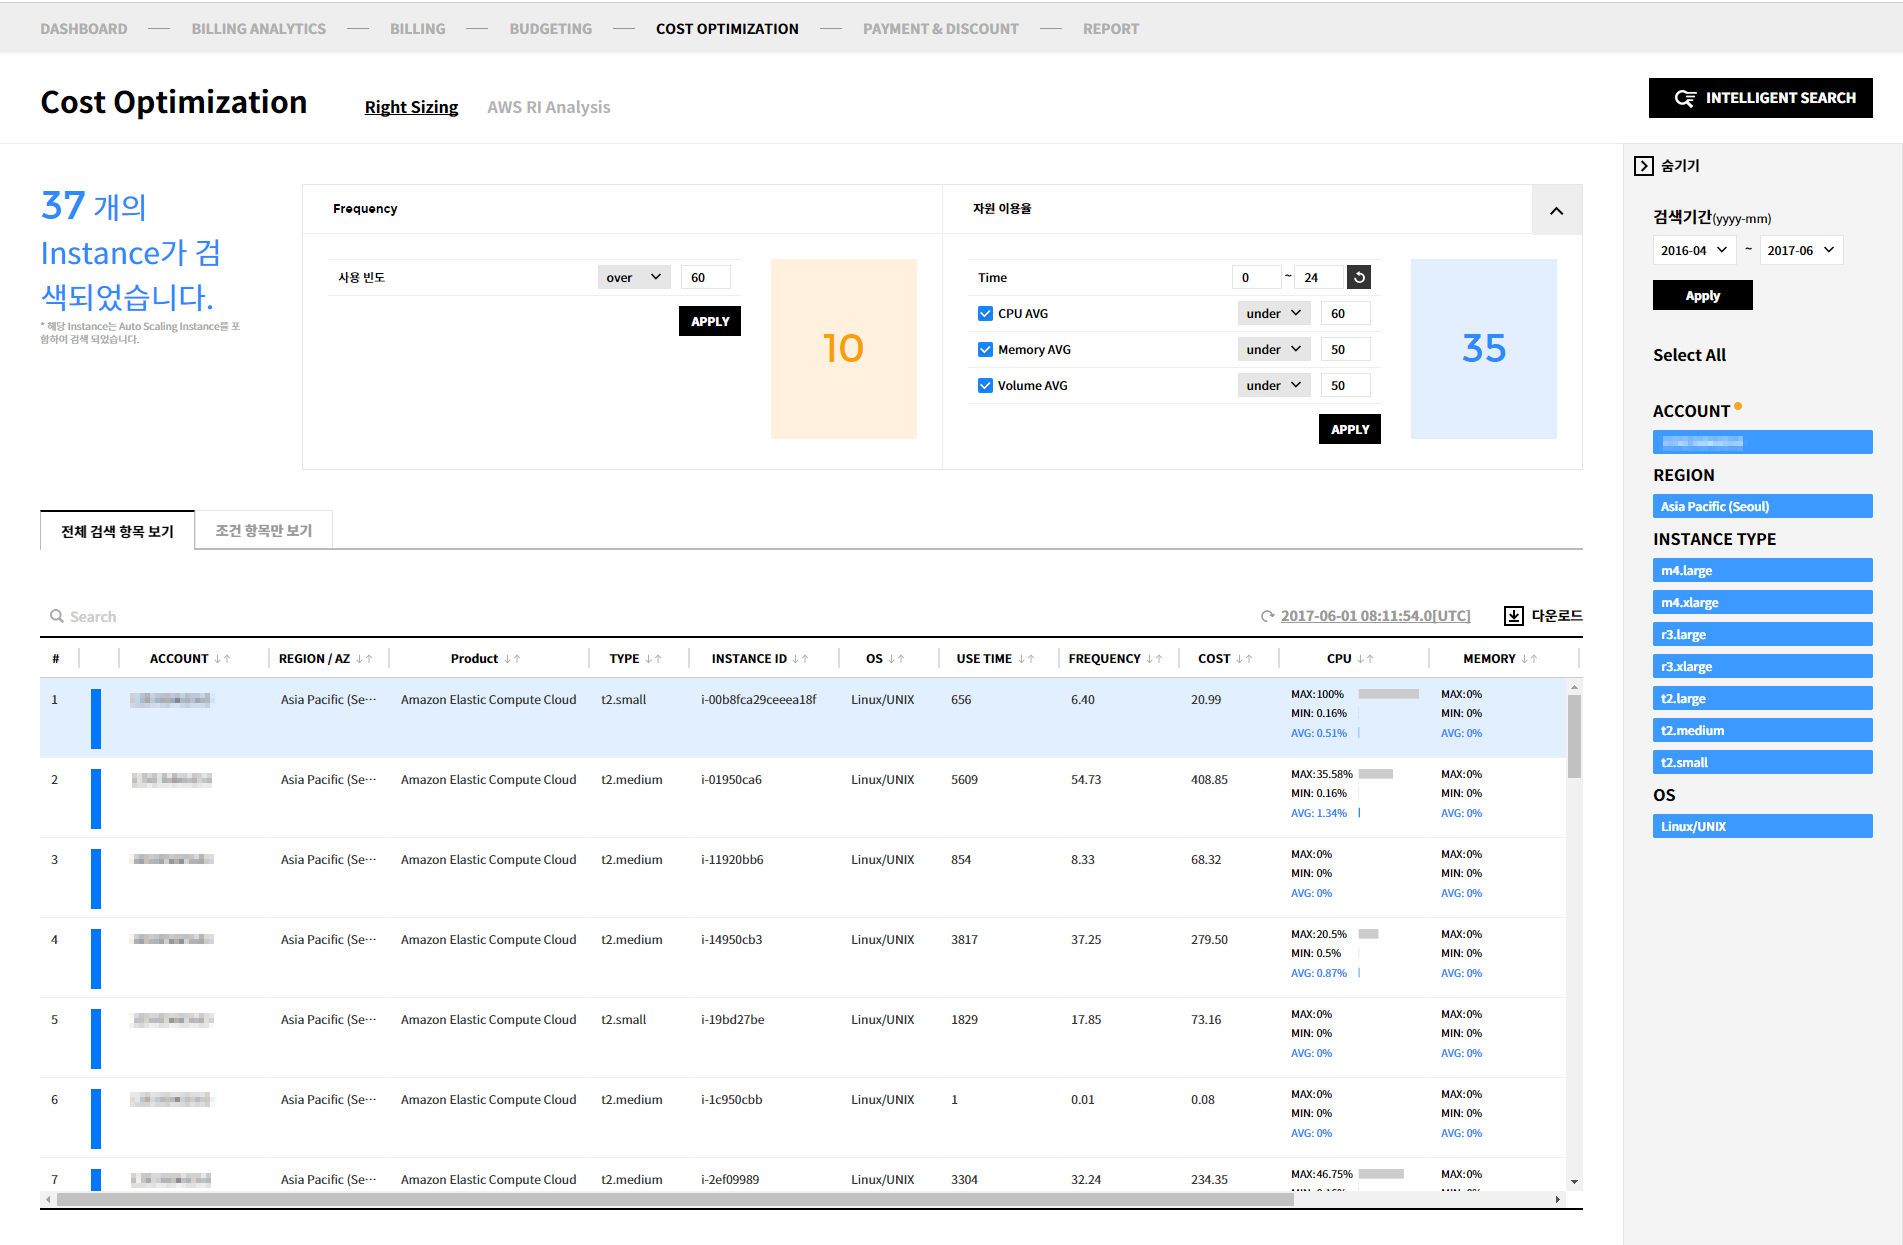 DASHBOARD — BILLING ANALYTICS — BILLING — BUDGETING — COST OPTIMIZATION — PAYMENT & DISCOUNT — REPORT
Cost Optimization Right Sizing AWS RI Analysis
INTELLIGENT SEARCH
37 개의
Instance가 검
색되었습니다.
* 해당 Instance는 Auto Scaling Instance를 포
함하여 검색 되었습니다.
Frequency
사용 빈도 over 60
APPLY
10
자원 이용율
Time 0 ~ 24
CPU AVG under 60
Memory AVG under 50
Volume AVG under 50
APPLY
35
전체 검색 항목 보기 조건 항목만 보기
Search
2017-06-01 08:11:54.0[UTC] 다운로드
# ACCOUNT REGION / AZ Product TYPE INSTANCE ID OS USE TIME FREQUENCY COST CPU MEMORY
1 Asia Pacific (Se··· Amazon Elastic Compute Cloud t2.small i-00b8fca29ceeea18f Linux/UNIX 656 6.40 20.99
MAX:100% MAX:0%
MIN: 0.16% MIN: 0%
AVG: 0.51% AVG: 0%
2 Asia Pacific (Se··· Amazon Elastic Compute Cloud t2.medium i-01950ca6 Linux/UNIX 5609 54.73 408.85
MAX:35.58% MAX:0%
MIN: 0.16% MIN: 0%
AVG: 1.34% AVG: 0%
3 Asia Pacific (Se··· Amazon Elastic Compute Cloud t2.medium i-11920bb6 Linux/UNIX 854 8.33 68.32
MAX:0% MAX:0%
MIN: 0% MIN: 0%
AVG: 0% AVG: 0%
4 Asia Pacific (Se··· Amazon Elastic Compute Cloud t2.medium i-14950cb3 Linux/UNIX 3817 37.25 279.50
MAX:20.5% MAX:0%
MIN: 0.5% MIN: 0%
AVG: 0.87% AVG: 0%
5 Asia Pacific (Se··· Amazon Elastic Compute Cloud t2.small i-19bd27be Linux/UNIX 1829 17.85 73.16
MAX:0% MAX:0%
MIN: 0% MIN: 0%
AVG: 0% AVG: 0%
6 Asia Pacific (Se··· Amazon Elastic Compute Cloud t2.medium i-1c950cbb Linux/UNIX 1 0.01 0.08
MAX:0% MAX:0%
MIN: 0% MIN: 0%
AVG: 0% AVG: 0%
7 Asia Pacific (Se··· Amazon Elastic Compute Cloud t2.medium i-2ef09989 Linux/UNIX 3304 32.24 234.35
MAX:46.75% MAX:0%
숨기기
검색기간(yyyy-mm)
2016-04 ~ 2017-06
Apply
Select All
ACCOUNT
REGION
Asia Pacific (Seoul)
INSTANCE TYPE
m4.large
m4.xlarge
r3.large
r3.xlarge
t2.large
t2.medium
t2.small
OS
Linux/UNIX